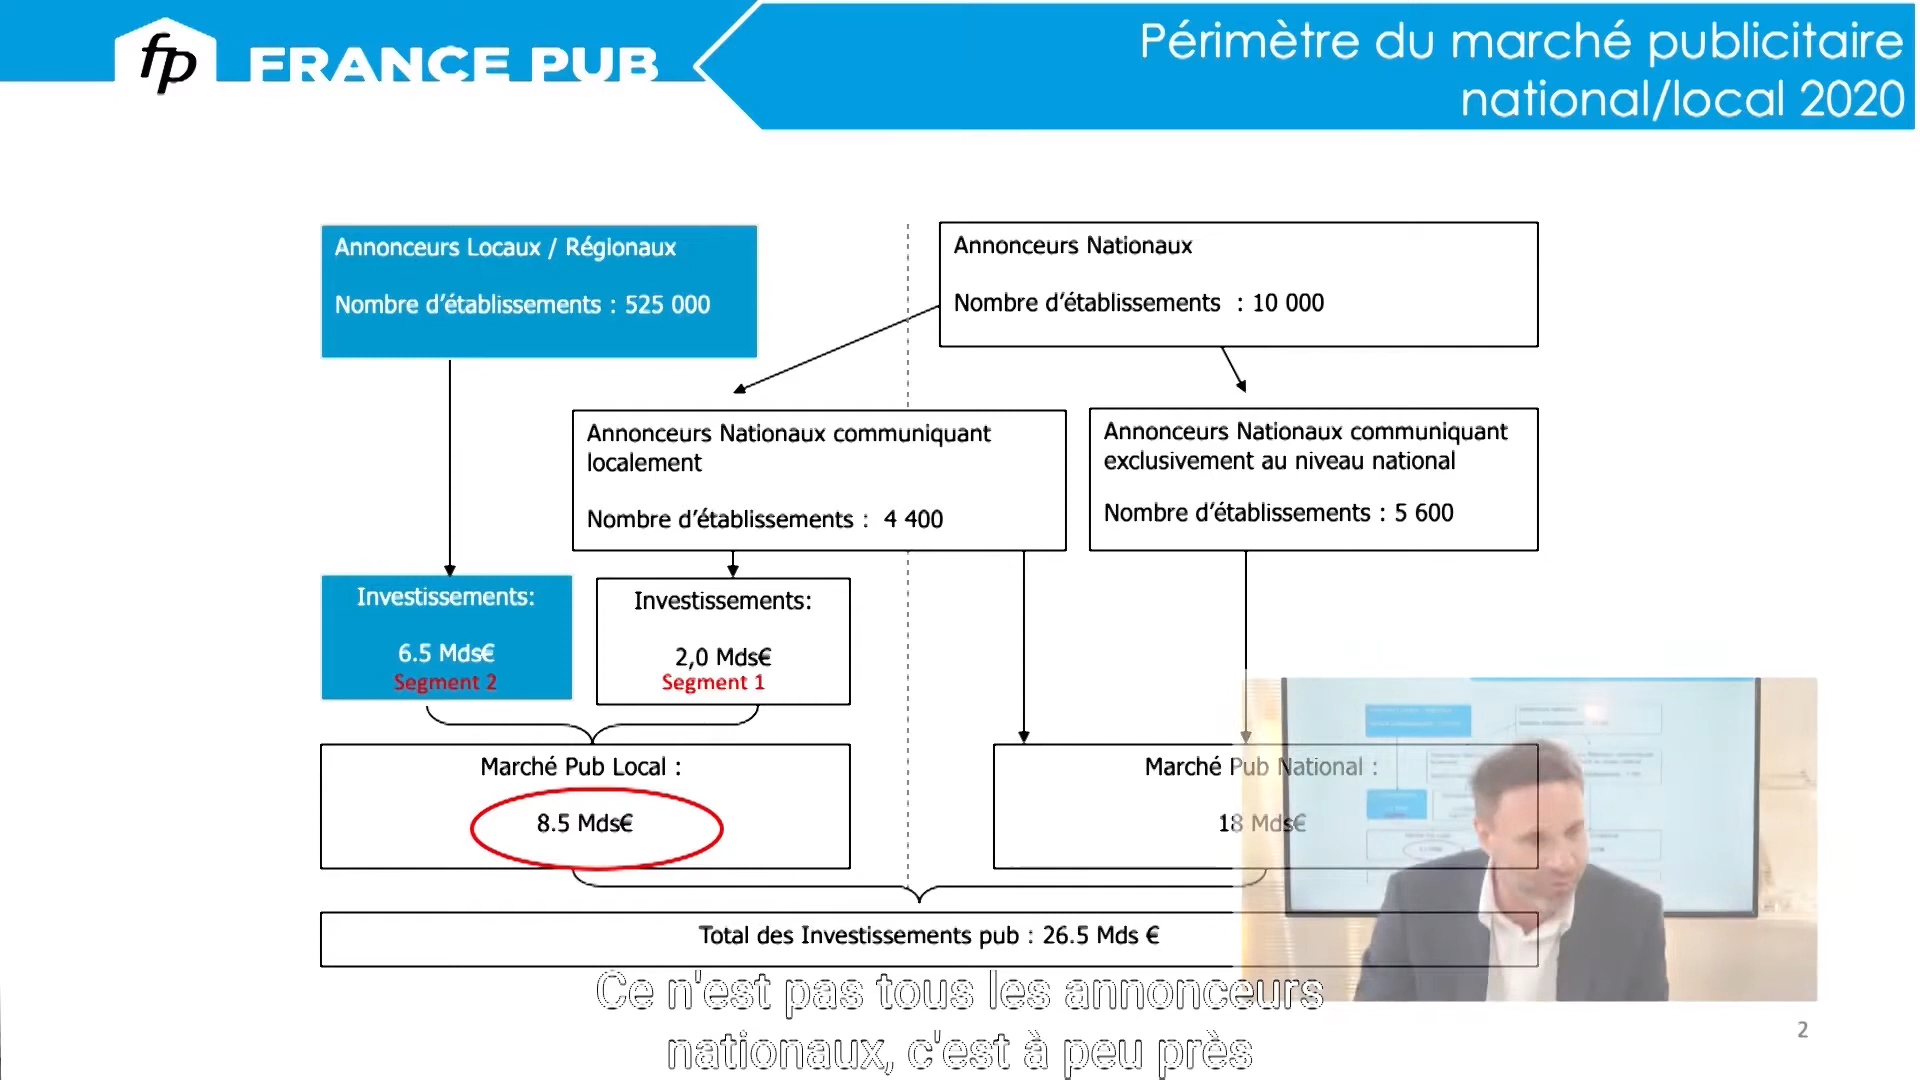 fp FRANCE PUB
Périmètre du marché publicitaire
national/local 2020
Annonceurs Locaux / Régionaux
Nombre d’établissements : 525 000
Annonceurs Nationaux
Nombre d’établissements : 10 000
Annonceurs Nationaux communiquant
localement
Nombre d’établissements : 4 400
Annonceurs Nationaux communiquant
exclusivement au niveau national
Nombre d’établissements : 5 600
Investissements:
6.5 Mds€
Segment 2
Investissements:
2,0 Mds€
Segment 1
Marché Pub Local :
8.5 Mds€
Marché Pub National :
18 Mds€
Total des Investissements pub : 26.5 Mds €
Ce n'est pas tous les annonceurs
nationaux, c'est à peu près
2